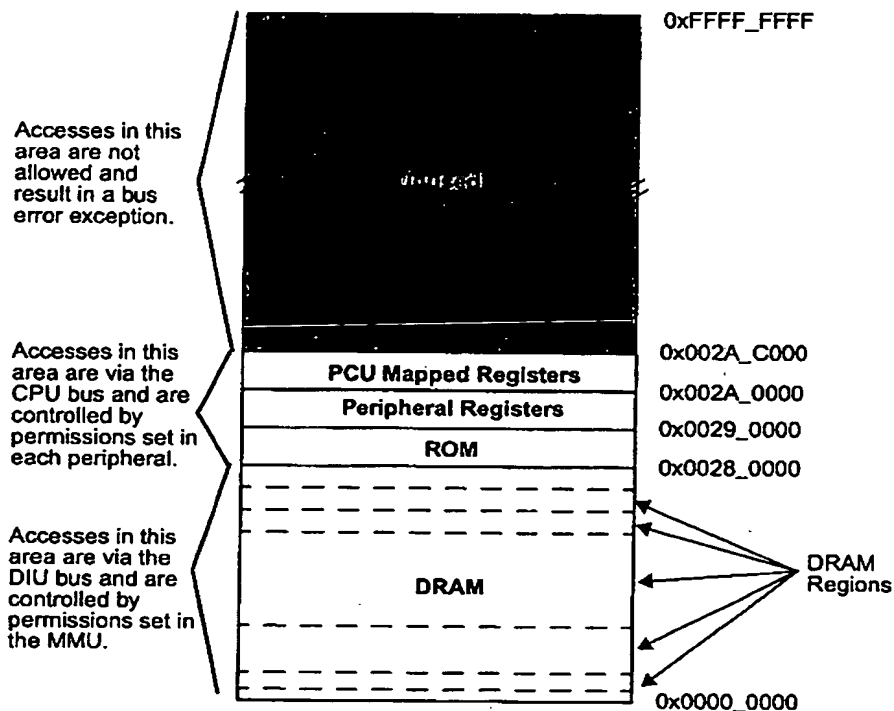 0xFFFF_FFFF
Accesses in this
area are not
allowed and
result in a bus
error exception.
Accesses in this
area are via the
CPU bus and are
controlled by
permissions set in
each peripheral.
0x002A_C000
PCU Mapped Registers
0x002A_0000
Peripheral Registers
0x0029_0000
ROM
0x0028_0000
Accesses in this
area are via the
DIU bus and are
controlled by
permissions set in
the MMU.
DRAM
DRAM
Regions
0x0000_0000